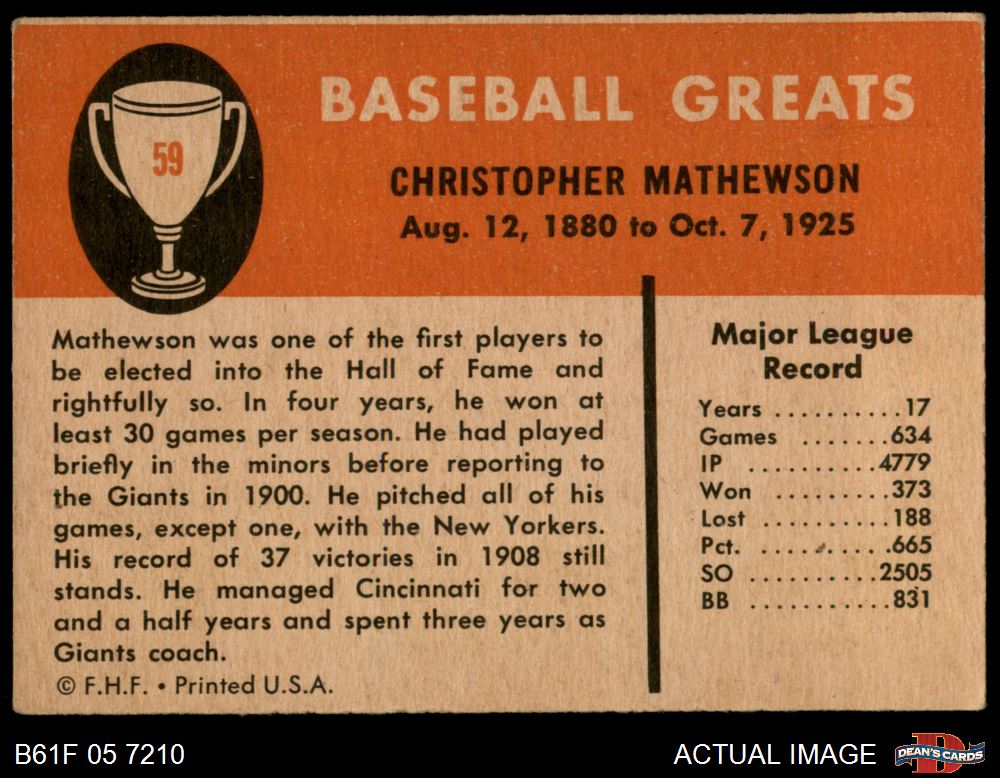 59
BASEBALL GREATS
CHRISTOPHER MATHEWSON
Aug. 12, 1880 to Oct. 7, 1925
Mathewson was one of the first players to
be elected into the Hall of Fame and
rightfully so. In four years, he won at
least 30 games per season. He had played
briefly in the minors before reporting to
the Giants in 1900. He pitched all of his
games, except one, with the New Yorkers.
His record of 37 victories in 1908 still
stands. He managed Cincinnati for two
and a half years and spent three years as
Giants coach.
© F.H.F. • Printed U.S.A.
Major League
Record
Years ..........17
Games .......634
IP ..........4779
Won .........373
Lost ..........188
Pct. ..........665
SO ..........2505
BB ...........831
B61F 05 7210
ACTUAL IMAGE
D
DEAN'S CARDS